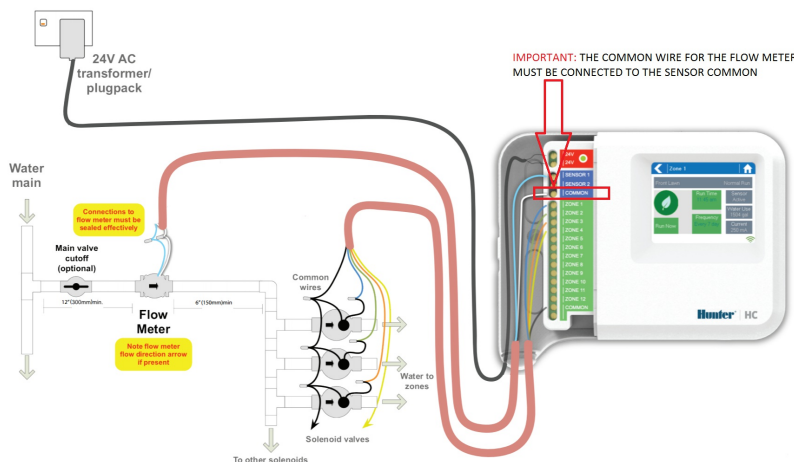 24V AC
transformer/
plugpack
IMPORTANT: THE COMMON WIRE FOR THE FLOW METER
MUST BE CONNECTED TO THE SENSOR COMMON
Water
main
Connections to
flow meter must be
sealed effectively
Main valve
cutoff
(optional)
12"(300mm)min.
6"(150mm)min
Flow
Meter
Note flow meter
flow direction arrow
if present
Common
wires
Water to
zones
Solenoid valves
To other solenoids
24V
24V
SENSOR 1
SENSOR 2
COMMON
ZONE 1
ZONE 2
ZONE 3
ZONE 4
ZONE 5
ZONE 6
ZONE 7
ZONE 8
ZONE 9
ZONE 10
ZONE 11
ZONE 12
COMMON
Zone 1
Front Lawn
Normal Run
Run Time
Sensor
Active
Water Use
Frequency
Current
Run Now
Hunter HC